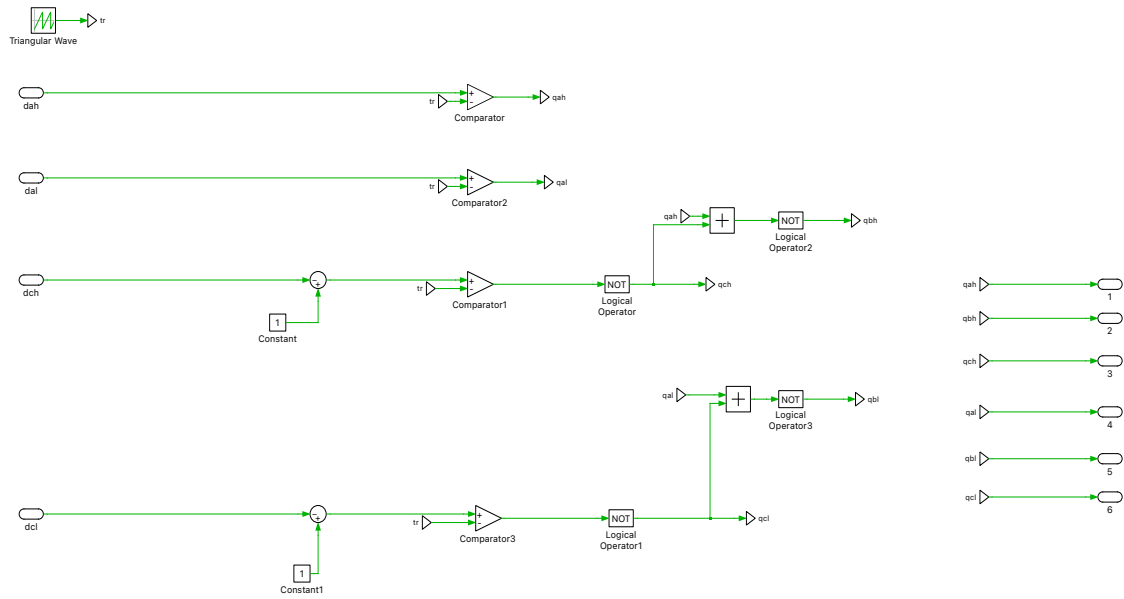 tr
Triangular Wave
dah
+
tr
-
qah
Comparator
dal
+
tr
-
qal
Comparator2
qah
+
NOT
qbh
Logical
Operator2
dch
-
+
+
tr
-
Comparator1
NOT
qch
Logical
Operator
1
Constant
qah
1
qbh
2
qch
3
qal
4
qbl
5
qcl
6
qal
+
NOT
qbl
Logical
Operator3
dcl
-
+
+
tr
-
Comparator3
NOT
qcl
Logical
Operator1
1
Constant1